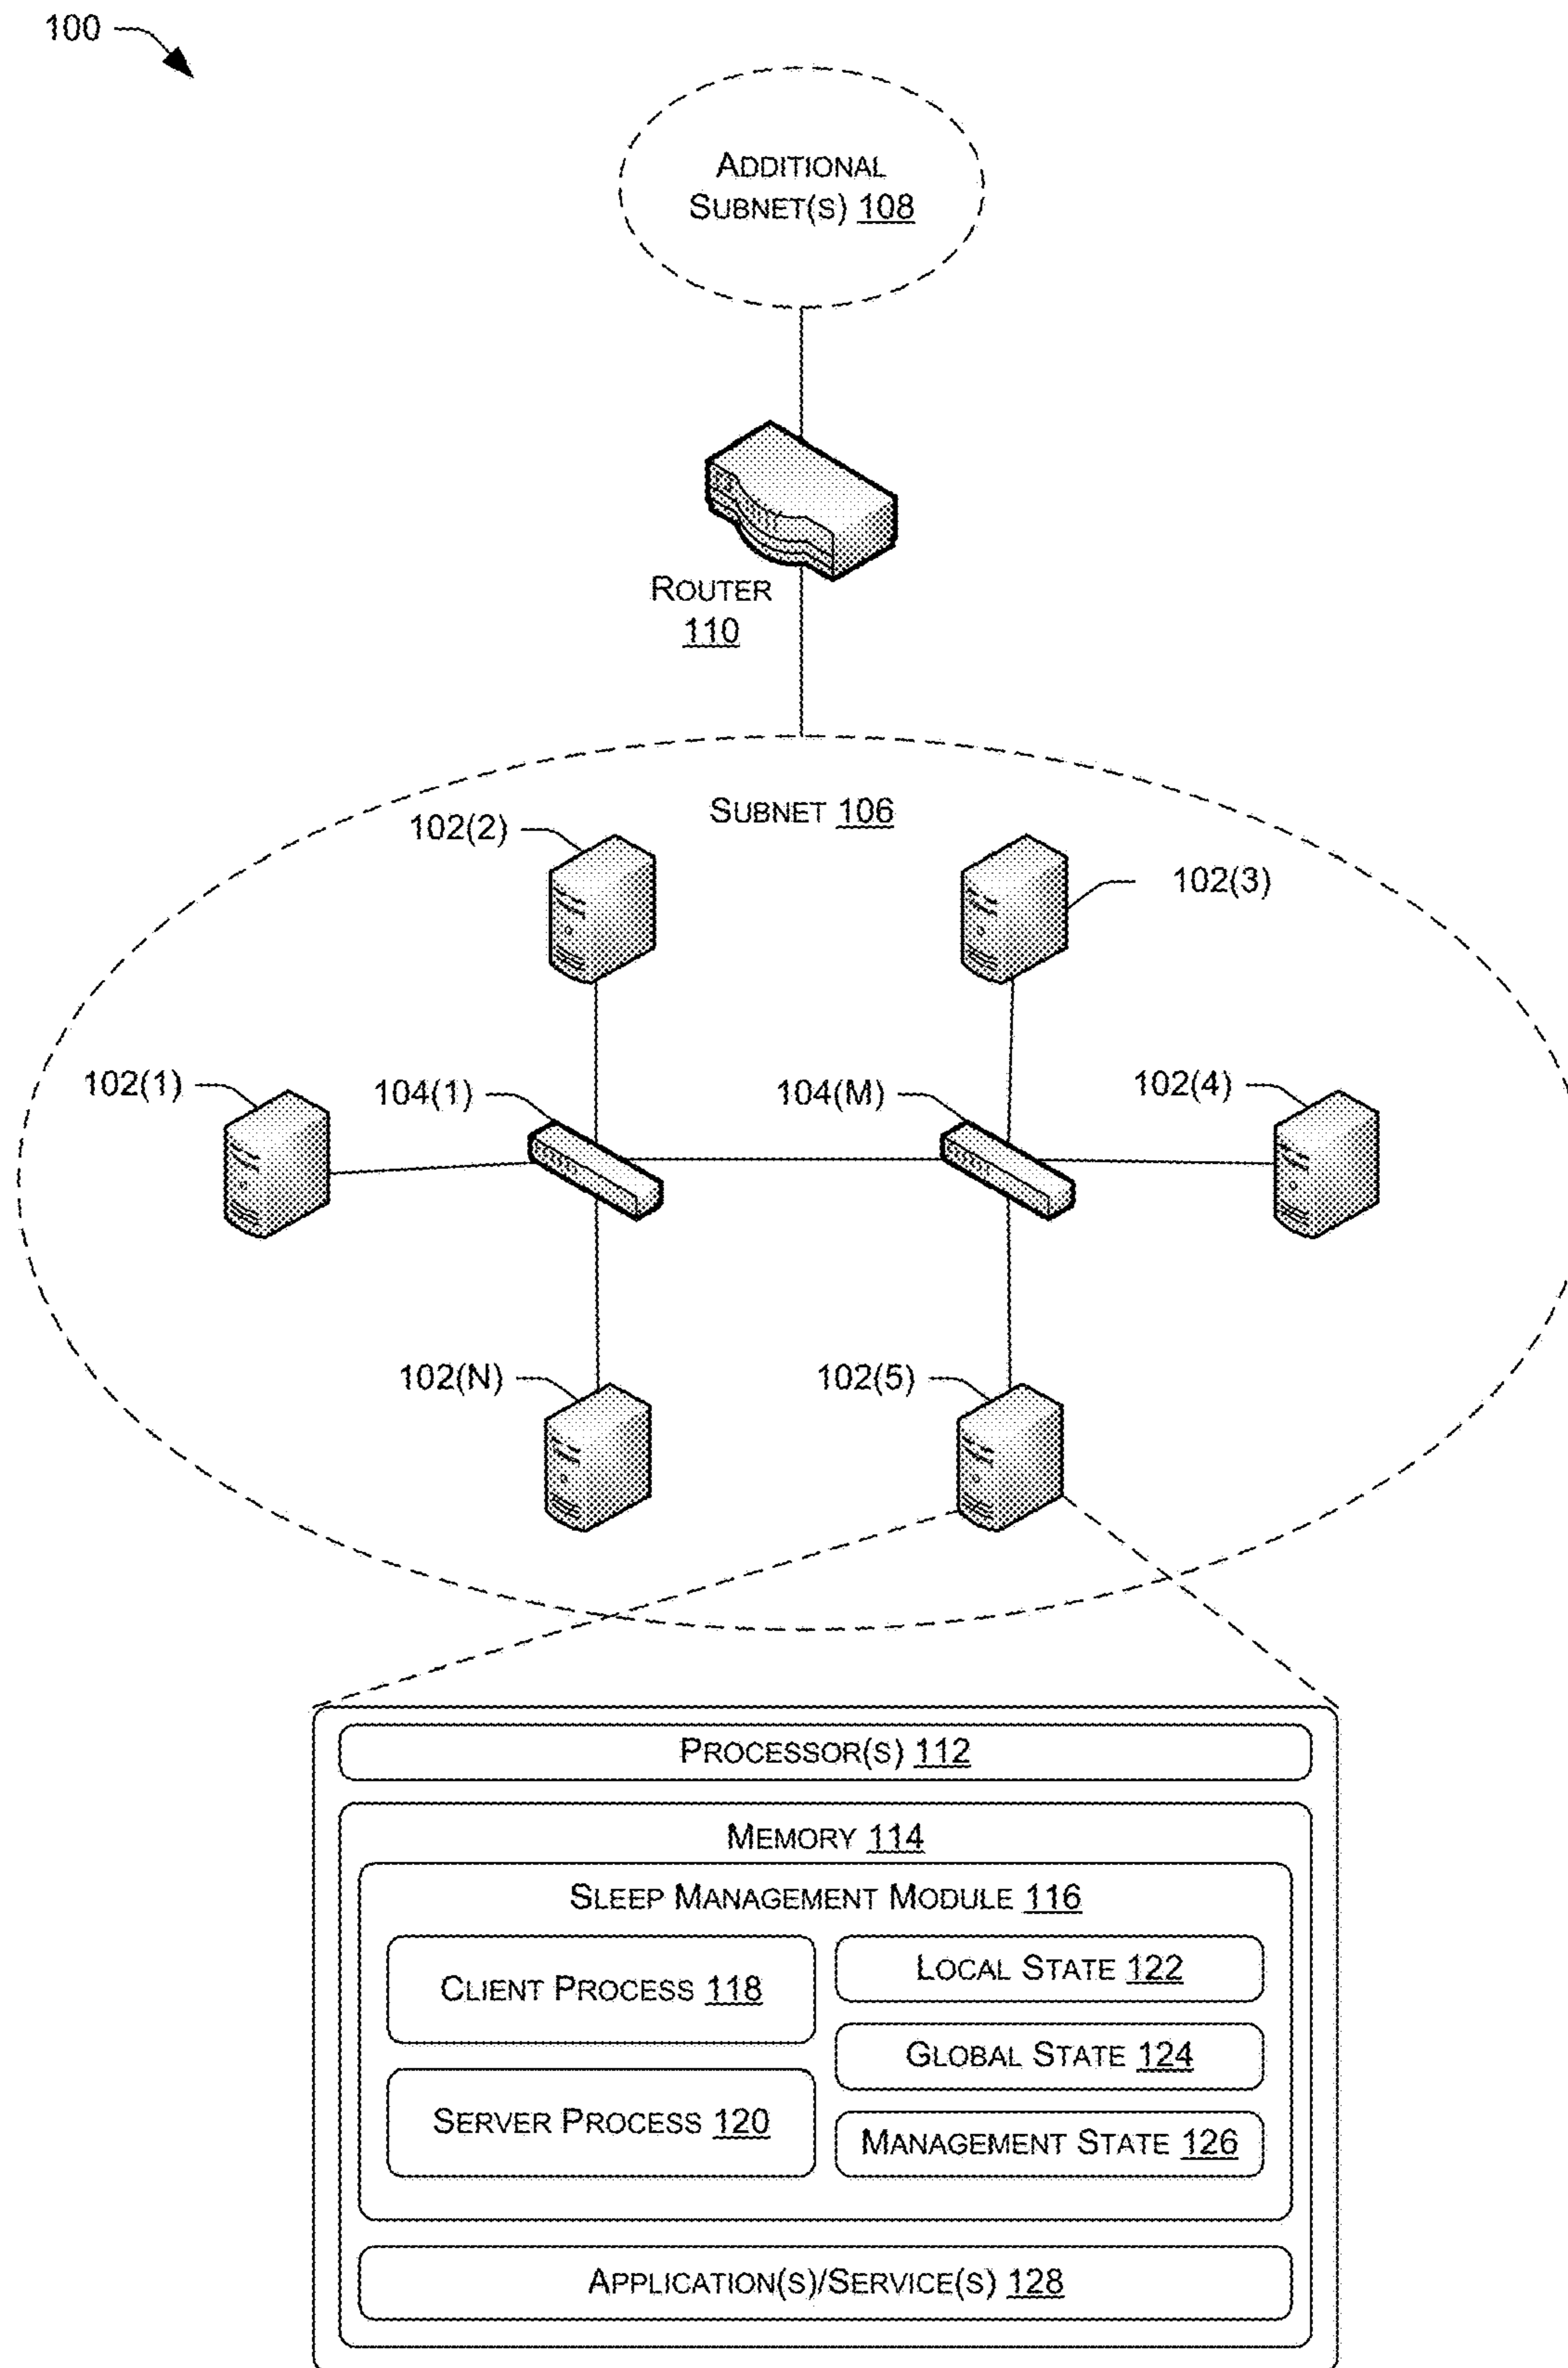 100
ADDITIONAL
SUBNET(S) 108
ROUTER
110
SUBNET 106
102(2)
102(3)
102(1)
104(1)
104(M)
102(4)
102(N)
102(5)
PROCESSOR(S) 112
MEMORY 114
SLEEP MANAGEMENT MODULE 116
CLIENT PROCESS 118
LOCAL STATE 122
GLOBAL STATE 124
SERVER PROCESS 120
MANAGEMENT STATE 126
APPLICATION(S)/SERVICE(S) 128